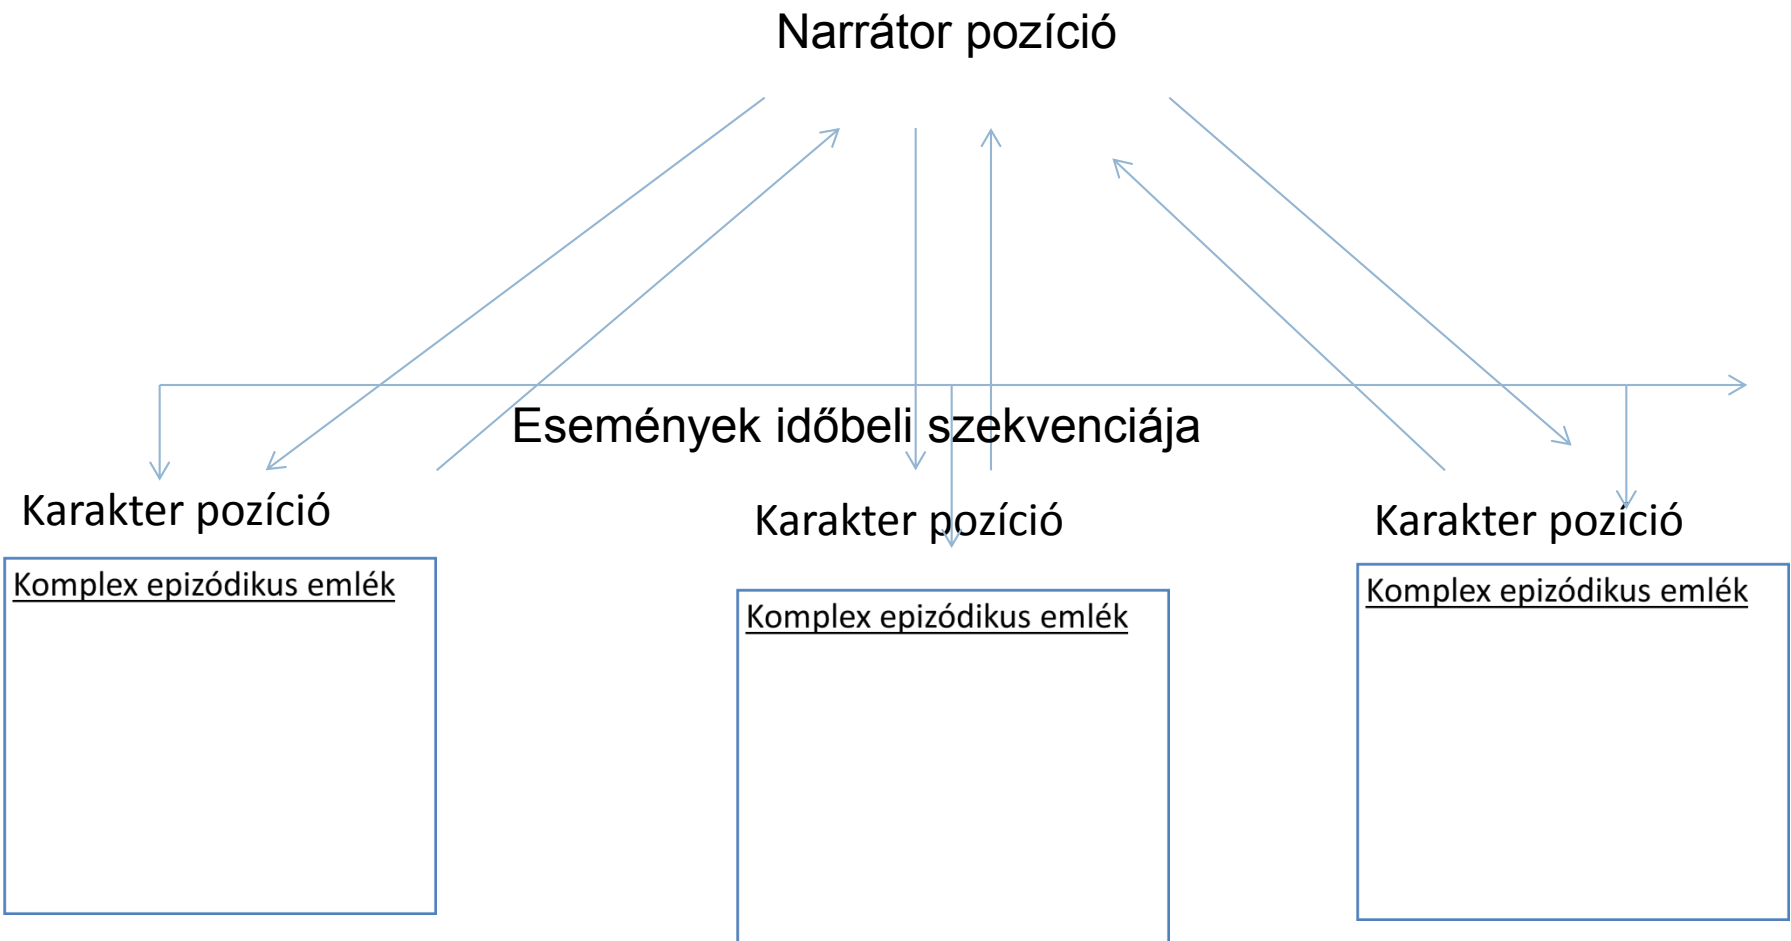 Narrátor pozíció
Események időbeli szekvenciája
Karakter pozíció
Karakter pozíció
Karakter pozíció
Komplex epizódikus emlék
Komplex epizódikus emlék
Komplex epizódikus emlék